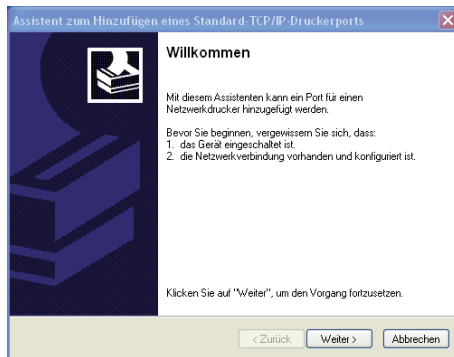 Assistent zum Hinzufügen eines Standard-TCP/IP-Druckerports
Willkommen
Mit diesem Assistenten kann ein Port für einen
Netzwerkdrucker hinzugefügt werden.
Bevor Sie beginnen, vergewissern Sie sich, dass:
1. das Gerät eingeschaltet ist.
2. die Netzwerkverbindung vorhanden und konfiguriert ist.
Klicken Sie auf "Weiter", um den Vorgang fortzusetzen.
< Zurück Weiter > Abbrechen